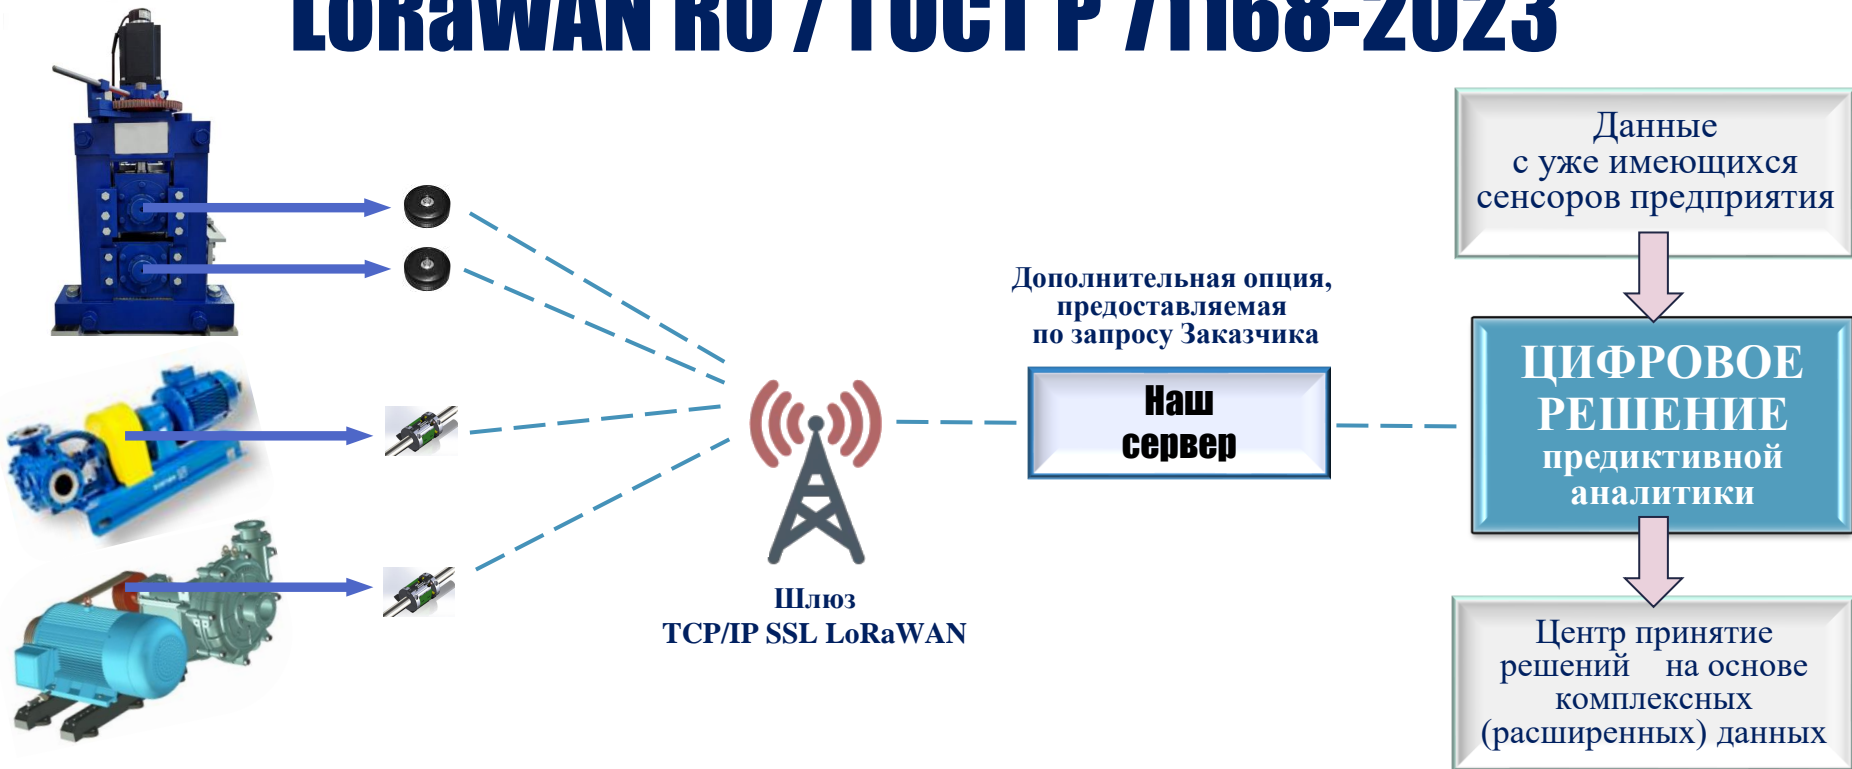 LoRaWAN RU / ГОСТ Р 71168-2023
Данные
с уже имеющихся
сенсоров предприятия
Дополнительная опция,
предоставляемая
по запросу Заказчика
Наш
сервер
ЦИФРОВОЕ
РЕШЕНИЕ
предиктивной
аналитики
Шлюз
TCP/IP SSL LoRaWAN
Центр принятие
решений на основе
комплексных
(расширенных) данных